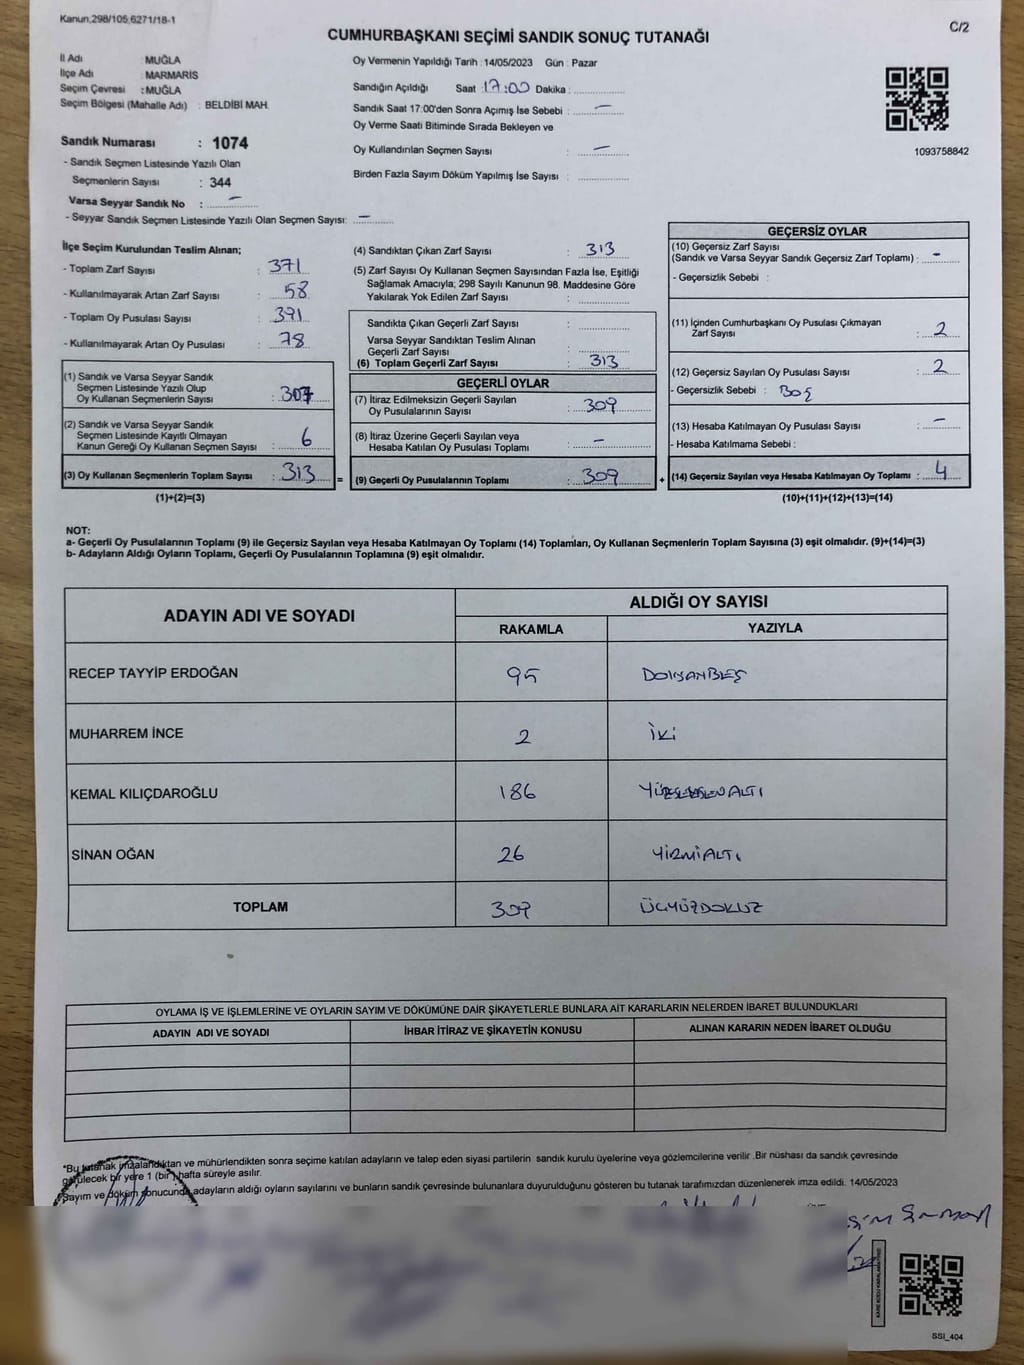 Kanun,298/105,6271/18-1
C/2
CUMHURBAŞKANI SEÇİMİ SANDIK SONUÇ TUTANAĞI
İl Adı MUĞLA
İlçe Adı : MARMARİS
Seçim Çevresi : MUĞLA
Seçim Bölgesi (Mahalle Adı) : BELDİBİ MAH.
Sandık Numarası : 1074
- Sandık Seçmen Listesinde Yazılı Olan
Seçmenlerin Sayısı : 344
Varsa Seyyar Sandık No : –
- Seyyar Sandık Seçmen Listesinde Yazılı Olan Seçmen Sayısı: –
Oy Vermenin Yapıldığı Tarih : 14/05/2023 Gün : Pazar
Sandığın Açıldığı Saat : 17:00 Dakika :
Sandık Saat 17:00'den Sonra Açımış İse Sebebi : –
Oy Verme Saati Bitiminde Sırada Bekleyen ve
Oy Kullandırılan Seçmen Sayısı : –
Birden Fazla Sayım Döküm Yapılmış İse Sayısı :
1093758842
İlçe Seçim Kurulundan Teslim Alınan;
- Toplam Zarf Sayısı : 371
- Kullanılmayarak Artan Zarf Sayısı : 58
- Toplam Oy Pusulası Sayısı : 391
- Kullanılmayarak Artan Oy Pusulası : 78
(1) Sandık ve Varsa Seyyar Sandık
Seçmen Listesinde Yazılı Olup
Oy Kullanan Seçmenlerin Sayısı : 307
(2) Sandık ve Varsa Seyyar Sandık
Seçmen Listesinde Kayıtlı Olmayan
Kanun Gereği Oy Kullanan Seçmen Sayısı : 6
(3) Oy Kullanan Seçmenlerin Toplam Sayısı : 313
(1)+(2)=(3)
(4) Sandıktan Çıkan Zarf Sayısı : 313
(5) Zarf Sayısı Oy Kullanan Seçmen Sayısından Fazla İse, Eşitliği
Sağlamak Amacıyla; 298 Sayılı Kanunun 98. Maddesine Göre
Yakılarak Yok Edilen Zarf Sayısı :
Sandıkta Çıkan Geçerli Zarf Sayısı :
Varsa Seyyar Sandıktan Teslim Alınan
Geçerli Zarf Sayısı :
(6) Toplam Geçerli Zarf Sayısı : 313
GEÇERLİ OYLAR
(7) İtiraz Edilmeksizin Geçerli Sayılan
Oy Pusulalarının Sayısı : 309
(8) İtiraz Üzerine Geçerli Sayılan veya
Hesaba Katılan Oy Pusulaları Toplamı : –
= (9) Geçerli Oy Pusulalarının Toplamı : 309 +
GEÇERSİZ OYLAR
(10) Geçersiz Zarf Sayısı
(Sandık ve Varsa Seyyar Sandık Geçersiz Zarf Toplamı) : –
- Geçersizlik Sebebi :
(11) İçinden Cumhurbaşkanı Oy Pusulası Çıkmayan
Zarf Sayısı : 2
(12) Geçersiz Sayılan Oy Pusulası Sayısı : 2
- Geçersizlik Sebebi : Boş
(13) Hesaba Katılmayan Oy Pusulası Sayısı : –
- Hesaba Katılmama Sebebi :
(14) Geçersiz Sayılan veya Hesaba Katılmayan Oy Toplamı : 4
(10)+(11)+(12)+(13)=(14)
NOT:
a- Geçerli Oy Pusulalarının Toplamı (9) ile Geçersiz Sayılan veya Hesaba Katılmayan Oy Toplamı (14) Toplamları, Oy Kullanan Seçmenlerin Toplam Sayısına (3) eşit olmalıdır. (9)+(14)=(3)
b- Adayların Aldığı Oyların Toplamı, Geçerli Oy Pusulalarının Toplamına (9) eşit olmalıdır.
ADAYIN ADI VE SOYADI
ALDIĞI OY SAYISI
RAKAMLA YAZIYLA
RECEP TAYYİP ERDOĞAN 95 DOKSANBEŞ
MUHARREM İNCE 2 İKİ
KEMAL KILIÇDAROĞLU 186 YÜZSEKSENALTI
SİNAN OĞAN 26 YİRMİALTI
TOPLAM 309 ÜÇYÜZDOKUZ
OYLAMA İŞ VE İŞLEMLERİNE VE OYLARIN SAYIM VE DÖKÜMÜNE DAİR ŞİKAYETLERLE BUNLARA AİT KARARLARIN NELERDEN İBARET BULUNDUKLARI
ADAYIN ADI VE SOYADI İHBAR İTİRAZ VE ŞİKAYETİN KONUSU ALINAN KARARIN NEDEN İBARET OLDUĞU
*Bu tutanak imzalandıktan ve mühürlendikten sonra seçime katılan adayların ve talep eden siyasi partilerin sandık kurulu üyelerine veya gözlemcilerine verilir .Bir nüshası da sandık çevresinde
görülecek bir yere 1 (bir) hafta süreyle asılır.
Sayım ve döküm sonucunda adayların aldığı oyların sayılarını ve bunların sandık çevresinde bulunanlara duyurulduğunu gösteren bu tutanak tarafımızdan düzenlenerek imza edildi. 14/05/2023
SSİ_404